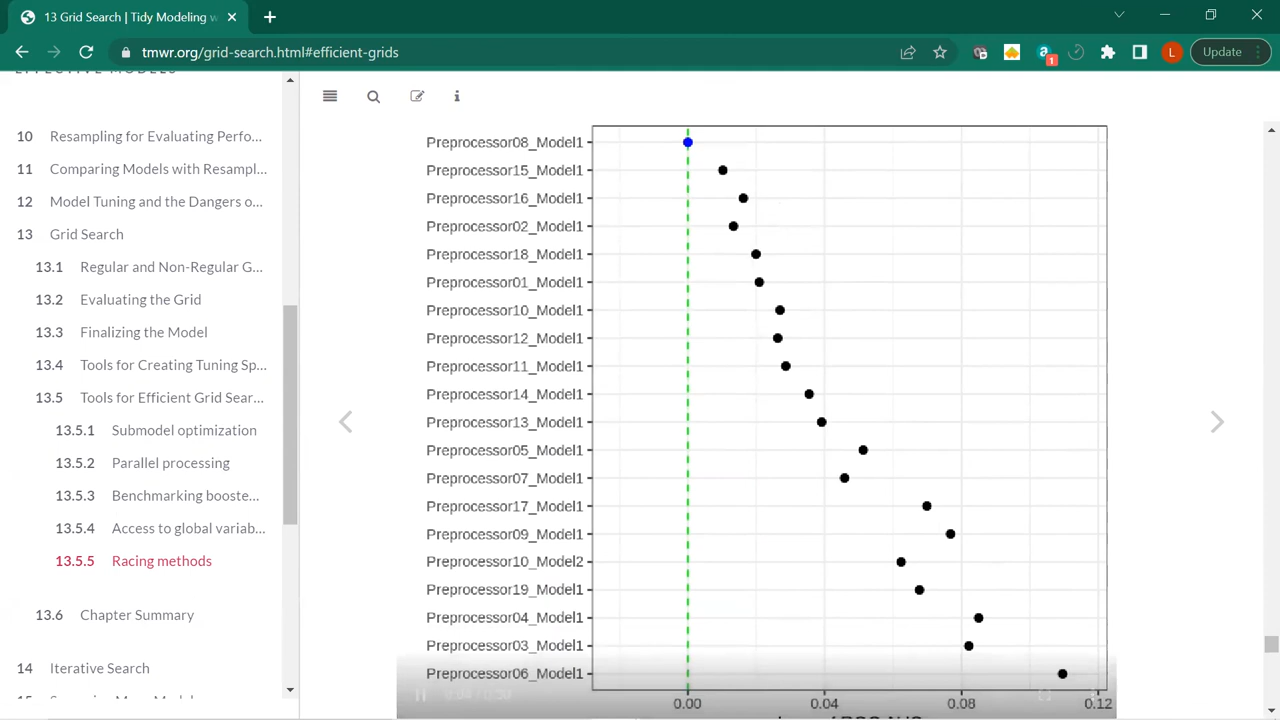 13 Grid Search | Tidy Modeling w
tmwr.org/grid-search.html#efficient-grids
1
L
Update
10 Resampling for Evaluating Perfo...
11 Comparing Models with Resampl...
12 Model Tuning and the Dangers o...
13 Grid Search
13.1 Regular and Non-Regular G...
13.2 Evaluating the Grid
13.3 Finalizing the Model
13.4 Tools for Creating Tuning Sp...
13.5 Tools for Efficient Grid Sear...
13.5.1 Submodel optimization
13.5.2 Parallel processing
13.5.3 Benchmarking booste...
13.5.4 Access to global variab...
13.5.5 Racing methods
13.6 Chapter Summary
14 Iterative Search
Preprocessor08_Model1
Preprocessor15_Model1
Preprocessor16_Model1
Preprocessor02_Model1
Preprocessor18_Model1
Preprocessor01_Model1
Preprocessor10_Model1
Preprocessor12_Model1
Preprocessor11_Model1
Preprocessor14_Model1
Preprocessor13_Model1
Preprocessor05_Model1
Preprocessor07_Model1
Preprocessor17_Model1
Preprocessor09_Model1
Preprocessor10_Model2
Preprocessor19_Model1
Preprocessor04_Model1
Preprocessor03_Model1
Preprocessor06_Model1
0.00 0.04 0.08 0.12